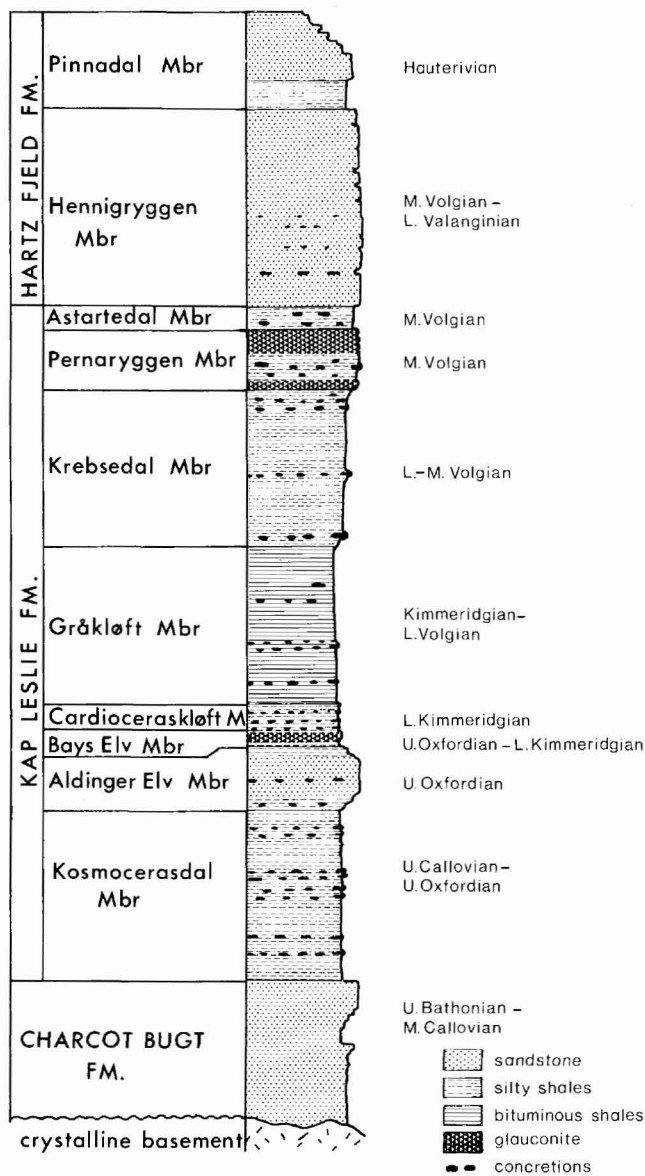 HARTZ FJELD FM.
Pinnadal Mbr
Hauterivian
Hennigryggen
Mbr
M. Volgian –
L. Valanginian
KAP LESLIE FM.
Astartedal Mbr
M.Volgian
Pernaryggen Mbr
M. Volgian
Krebsedal Mbr
L.–M. Volgian
Gråkløft Mbr
Kimmeridgian–
L.Volgian
Cardioceraskløft M
L.Kimmeridgian
Bays Elv Mbr
U.Oxfordian – L.Kimmeridgian
Aldinger Elv Mbr
U.Oxfordian
Kosmocerasdal
Mbr
U.Callovian–
U.Oxfordian
CHARCOT BUGT
FM.
U. Bathonian –
M. Callovian
crystalline basement
sandstone
silty shales
bituminous shales
glauconite
concretions